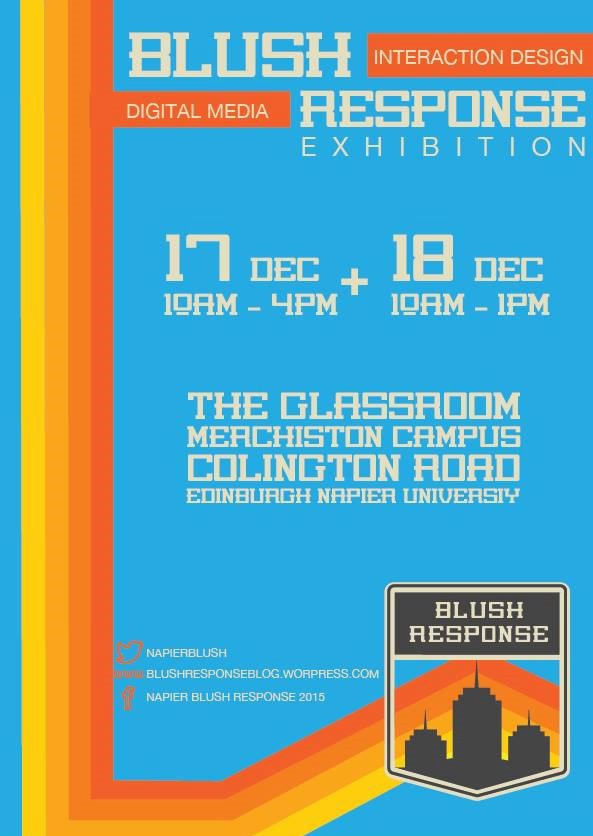 BLUSH
INTERACTION DESIGN
DIGITAL MEDIA
RESPONSE
EXHIBITION
17 DEC + 18 DEC
10AM - 4PM 10AM - 1PM
THE GLASSROOM
MERCHISTON CAMPUS
COLINGTON ROAD
EDINBURGH NAPIER UNIVERSIY
NAPIERBLUSH
www. BLUSHRESPONSEBLOG.WORPRESS.COM
NAPIER BLUSH RESPONSE 2015
BLUSH
RESPONSE